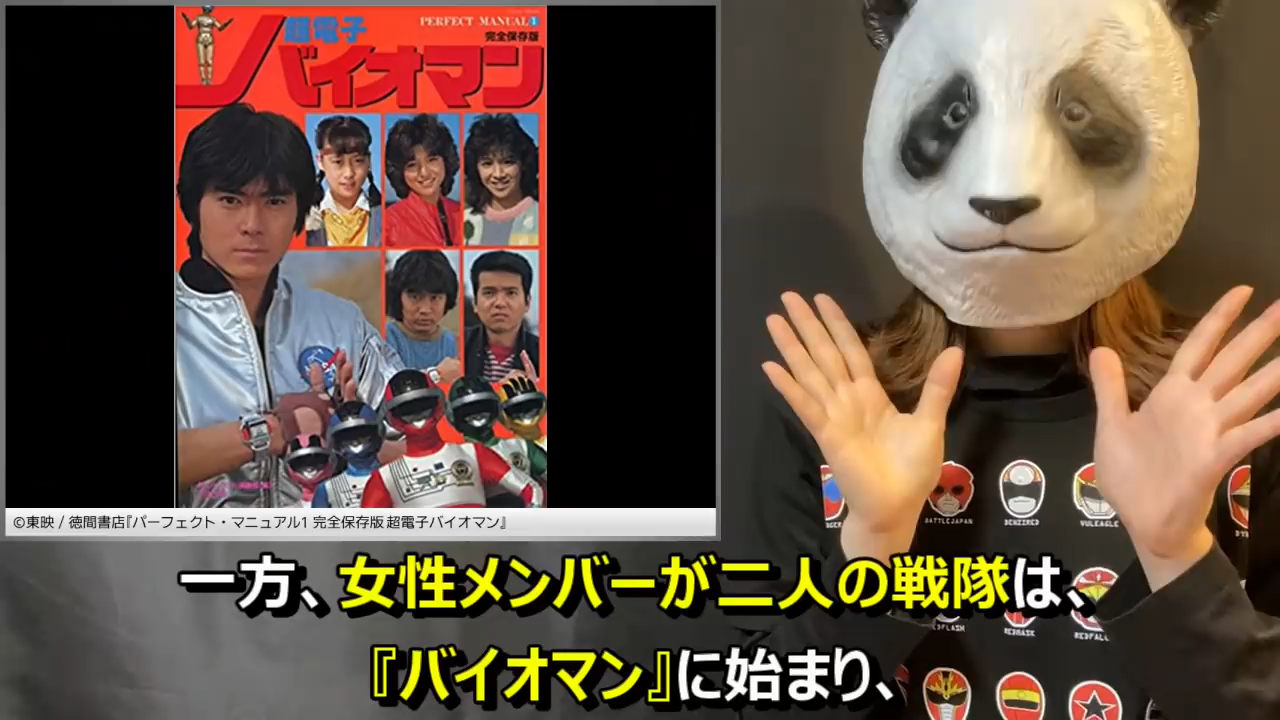 PERFECT MANUAL 1
完全保存版
超電子
バイオマン
©東映 / 徳間書店『パーフェクト・マニュアル1 完全保存版 超電子バイオマン』
BATTLEJAPAN
DENZIRED
VULEAGLE
REDMASK
REDFALCON
一方、女性メンバーが二人の戦隊は、
『バイオマン』に始まり、